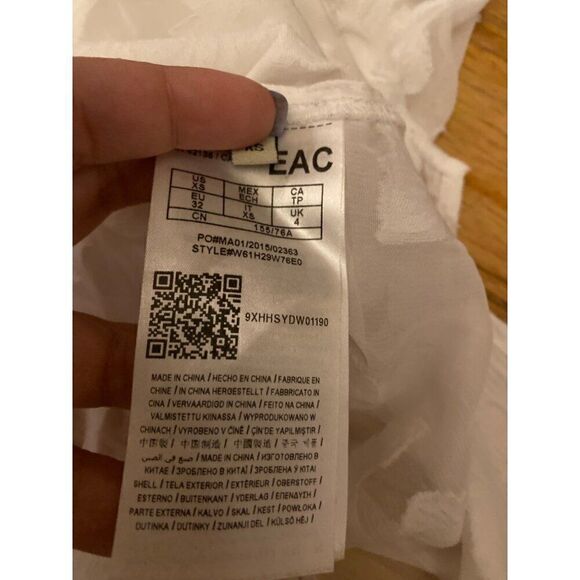 XS
EAC
US XS MEX ECH CA TP
EU 32 IT XS UK 4
CN 155/76A
PO#MA01/2015/02363
STYLE#W61H29W76E0
9XHHSYDW01190
MADE IN CHINA / HECHO EN CHINA / FABRIQUE EN
CHINE / IN CHINA HERGESTELLT / FABBRICATO IN
CINA / VERVAARDIGD IN CHINA / FEITO NA CHINA /
VALMISTETTU KIINASSA / WYPRODUKOWANO W
CHINACH / VYROBENO V ČÍNĚ / ÇİN'DE YAPILMIŞTIR /
中国製 / 中国制造 / 中國製造 / 중국 제품 /
صنع في الصين / MADE IN CHINA / ИЗГОТОВЛЕНО В
КИТАЕ / ЗРОБЛЕНО В КИТАЇ / ЗРОБЛЕНА Ў КІТАІ
SHELL / TELA EXTERIOR / EXTÉRIEUR / OBERSTOFF /
ESTERNO / BUITENKANT / YDERLAG / ΕΠΕΝΔΥΣΗ /
PARTE EXTERNA / KOVAL / SKAL / KEST / POWŁOKA /
DUTINKA / DUTINKY / ZUNANJI DEL / KÜLSŐ HÉJ /